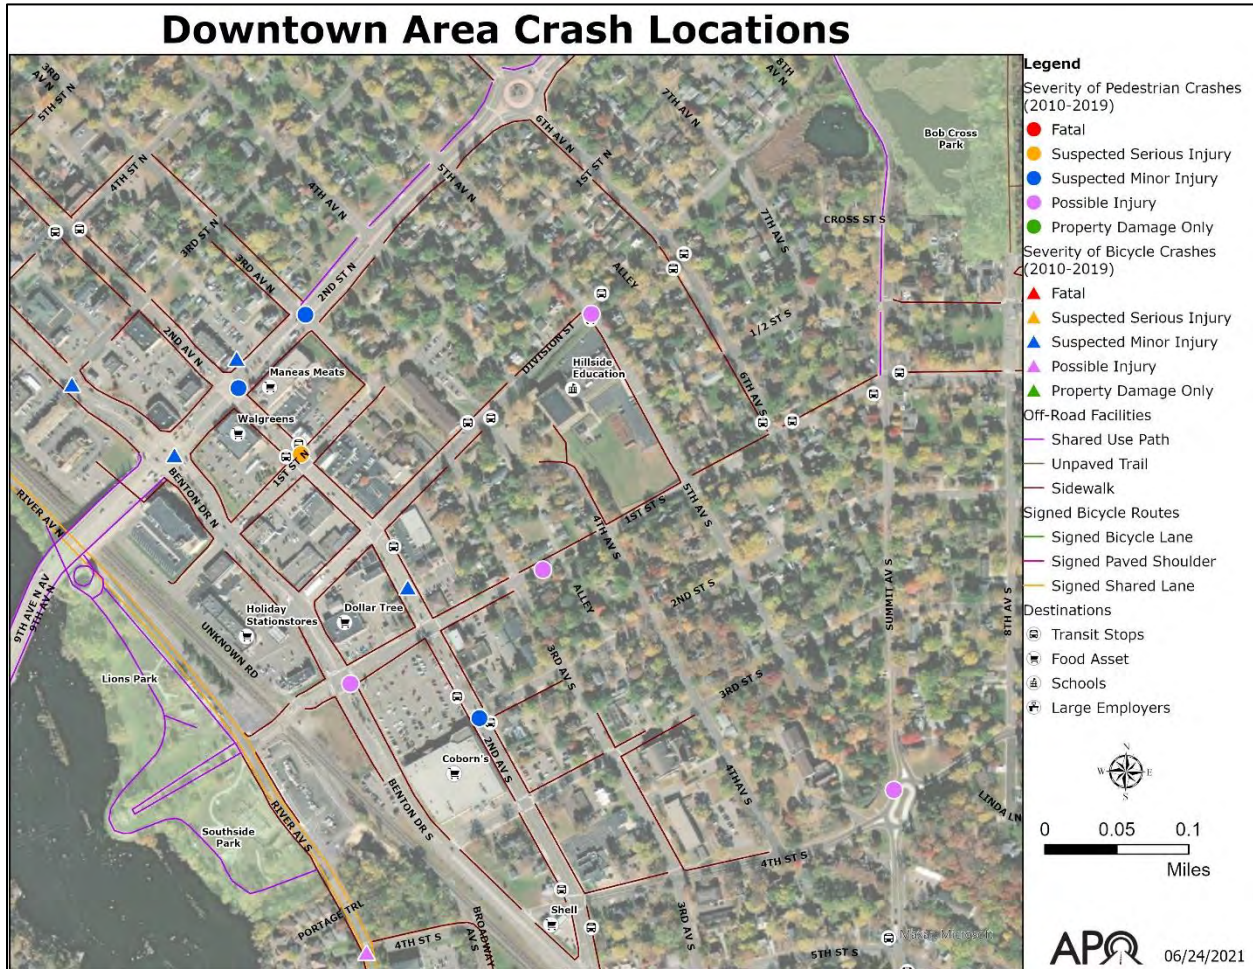 Downtown Area Crash Locations
3RD AV N
5TH ST N
8TH AV N
7TH AV N
6TH AV N
1ST ST N
5TH AV N
4TH ST N
4TH AV N
3RD ST N
3RD AV N
2ND ST N
2ND AV N
ALLEY
7TH AV S
CROSS ST S
Bob Cross Park
1/2 ST S
DIVISION ST
Maneas Meats
Hillside Education
Walgreens
6TH AV S
1ST ST N
BENTON DR N
RIVER AV N
5TH AV S
1ST ST S
4TH AV S
9TH AVE N AV
9TH AV N
Holiday Stationstores
Dollar Tree
ALLEY
2ND ST S
SUMMIT AV S
8TH AV S
UNKNOWN RD
Lions Park
3RD AV S
3RD ST S
Coborn's
2ND AV S
4TH AV S
BENTON DR S
RIVER AV S
Southside Park
LINDA LN
4TH ST S
PORTAGE TRL
Shell
4TH ST S
BROADWAY AV S
3RD AV S
5TH ST S
Maxar, Microsoft
Legend
Severity of Pedestrian Crashes
(2010-2019)
Fatal
Suspected Serious Injury
Suspected Minor Injury
Possible Injury
Property Damage Only
Severity of Bicycle Crashes
(2010-2019)
Fatal
Suspected Serious Injury
Suspected Minor Injury
Possible Injury
Property Damage Only
Off-Road Facilities
Shared Use Path
Unpaved Trail
Sidewalk
Signed Bicycle Routes
Signed Bicycle Lane
Signed Paved Shoulder
Signed Shared Lane
Destinations
Transit Stops
Food Asset
Schools
Large Employers
N
W E
S
0 0.05 0.1
Miles
APO 06/24/2021